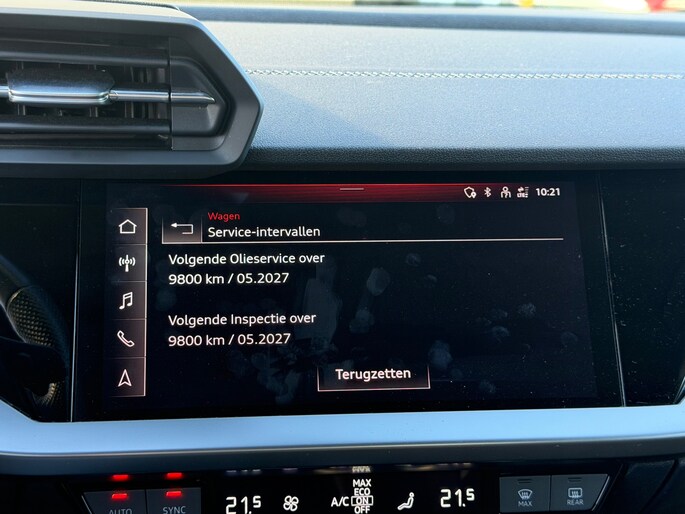 10:21
Wagen
Service-intervallen
Volgende Olieservice over
9800 km / 05.2027
Volgende Inspectie over
9800 km / 05.2027
Terugzetten
21.5
A/C
MAX
ECO
ON
OFF
21.5
AUTO
SYNC
MAX
REAR